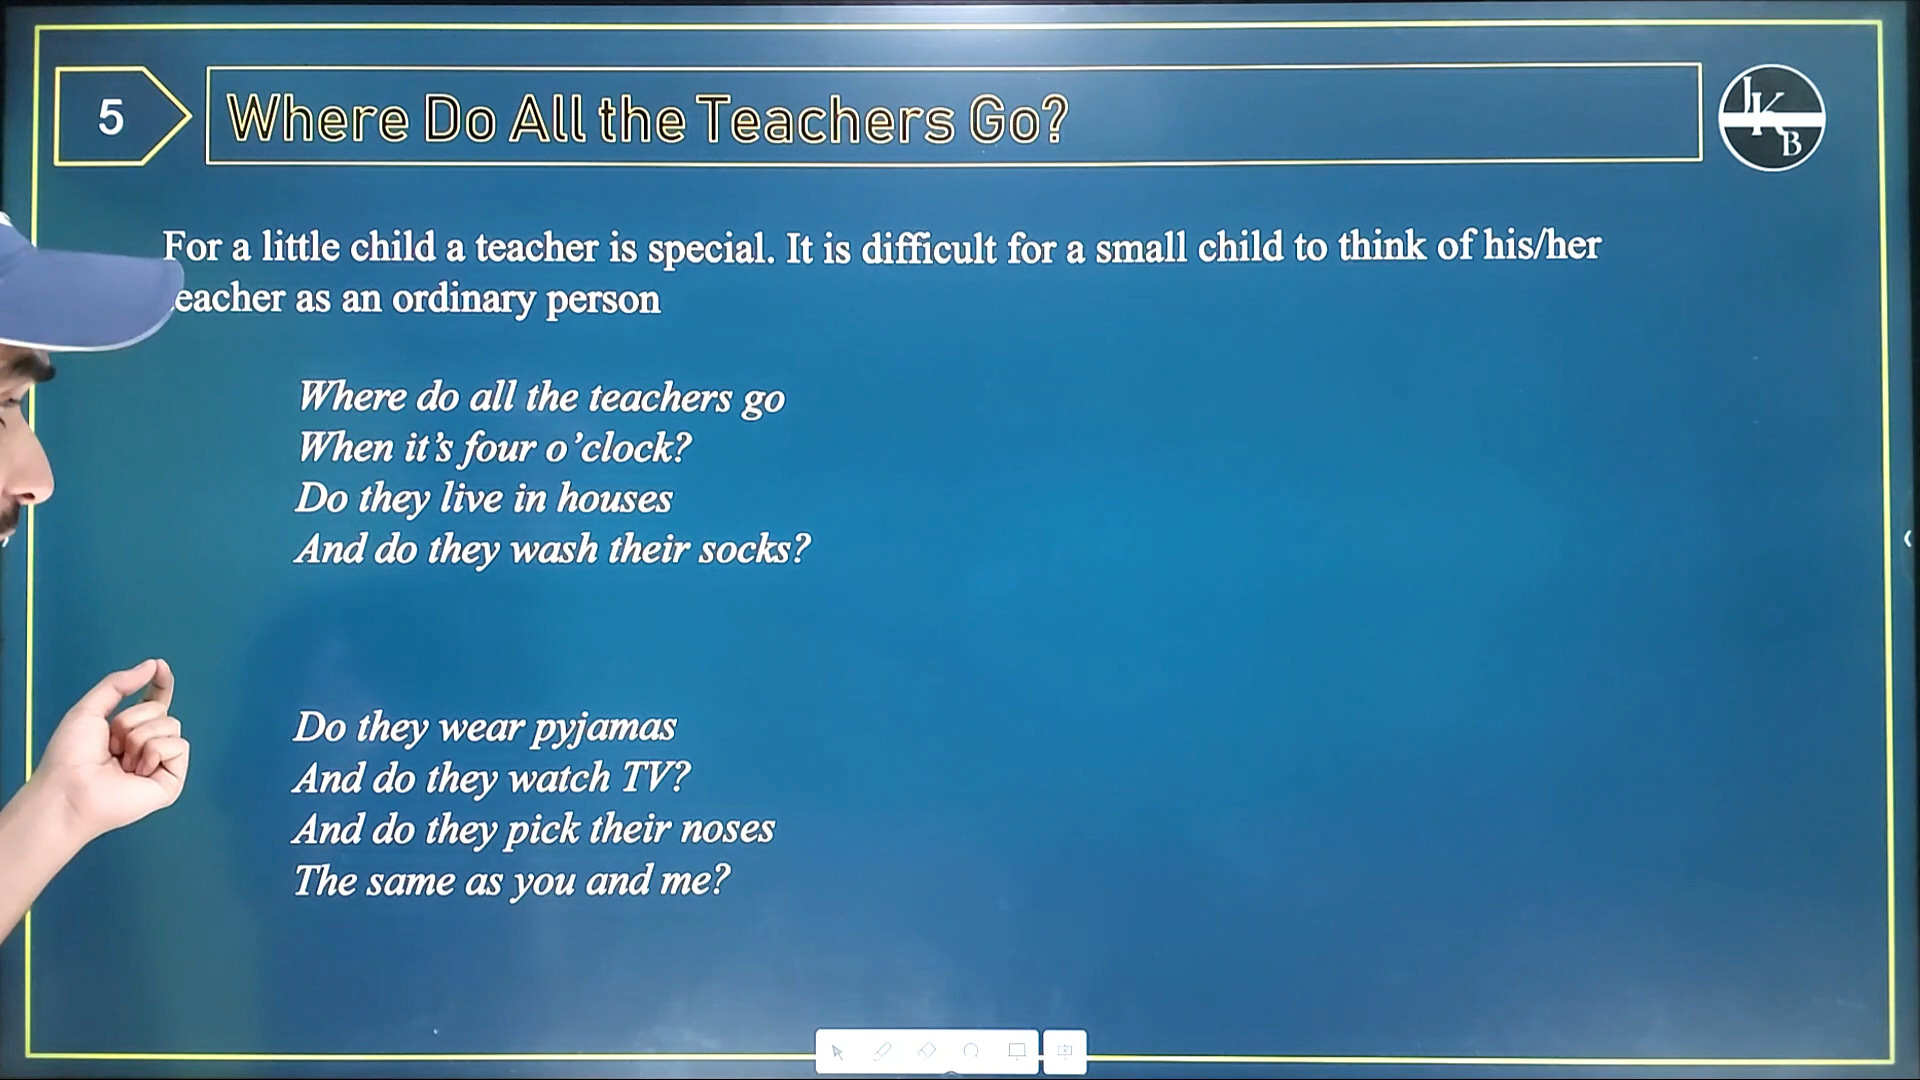 5
Where Do All the Teachers Go?
JK
B
For a little child a teacher is special. It is difficult for a small child to think of his/her
eacher as an ordinary person
Where do all the teachers go
When it's four o'clock?
Do they live in houses
And do they wash their socks?
Do they wear pyjamas
And do they watch TV?
And do they pick their noses
The same as you and me?